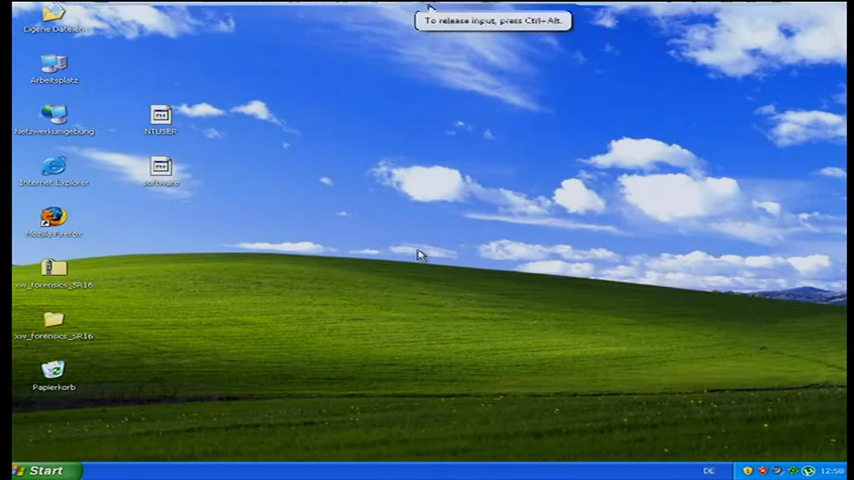 To release input, press Ctrl+Alt.
Eigene Dateien
Arbeitsplatz
Netzwerkumgebung
NTUSER
Internet Explorer
software
Mozilla Firefox
xw_forensics_SR16
xw_forensics_SR16
Papierkorb
Start
DE
12:50